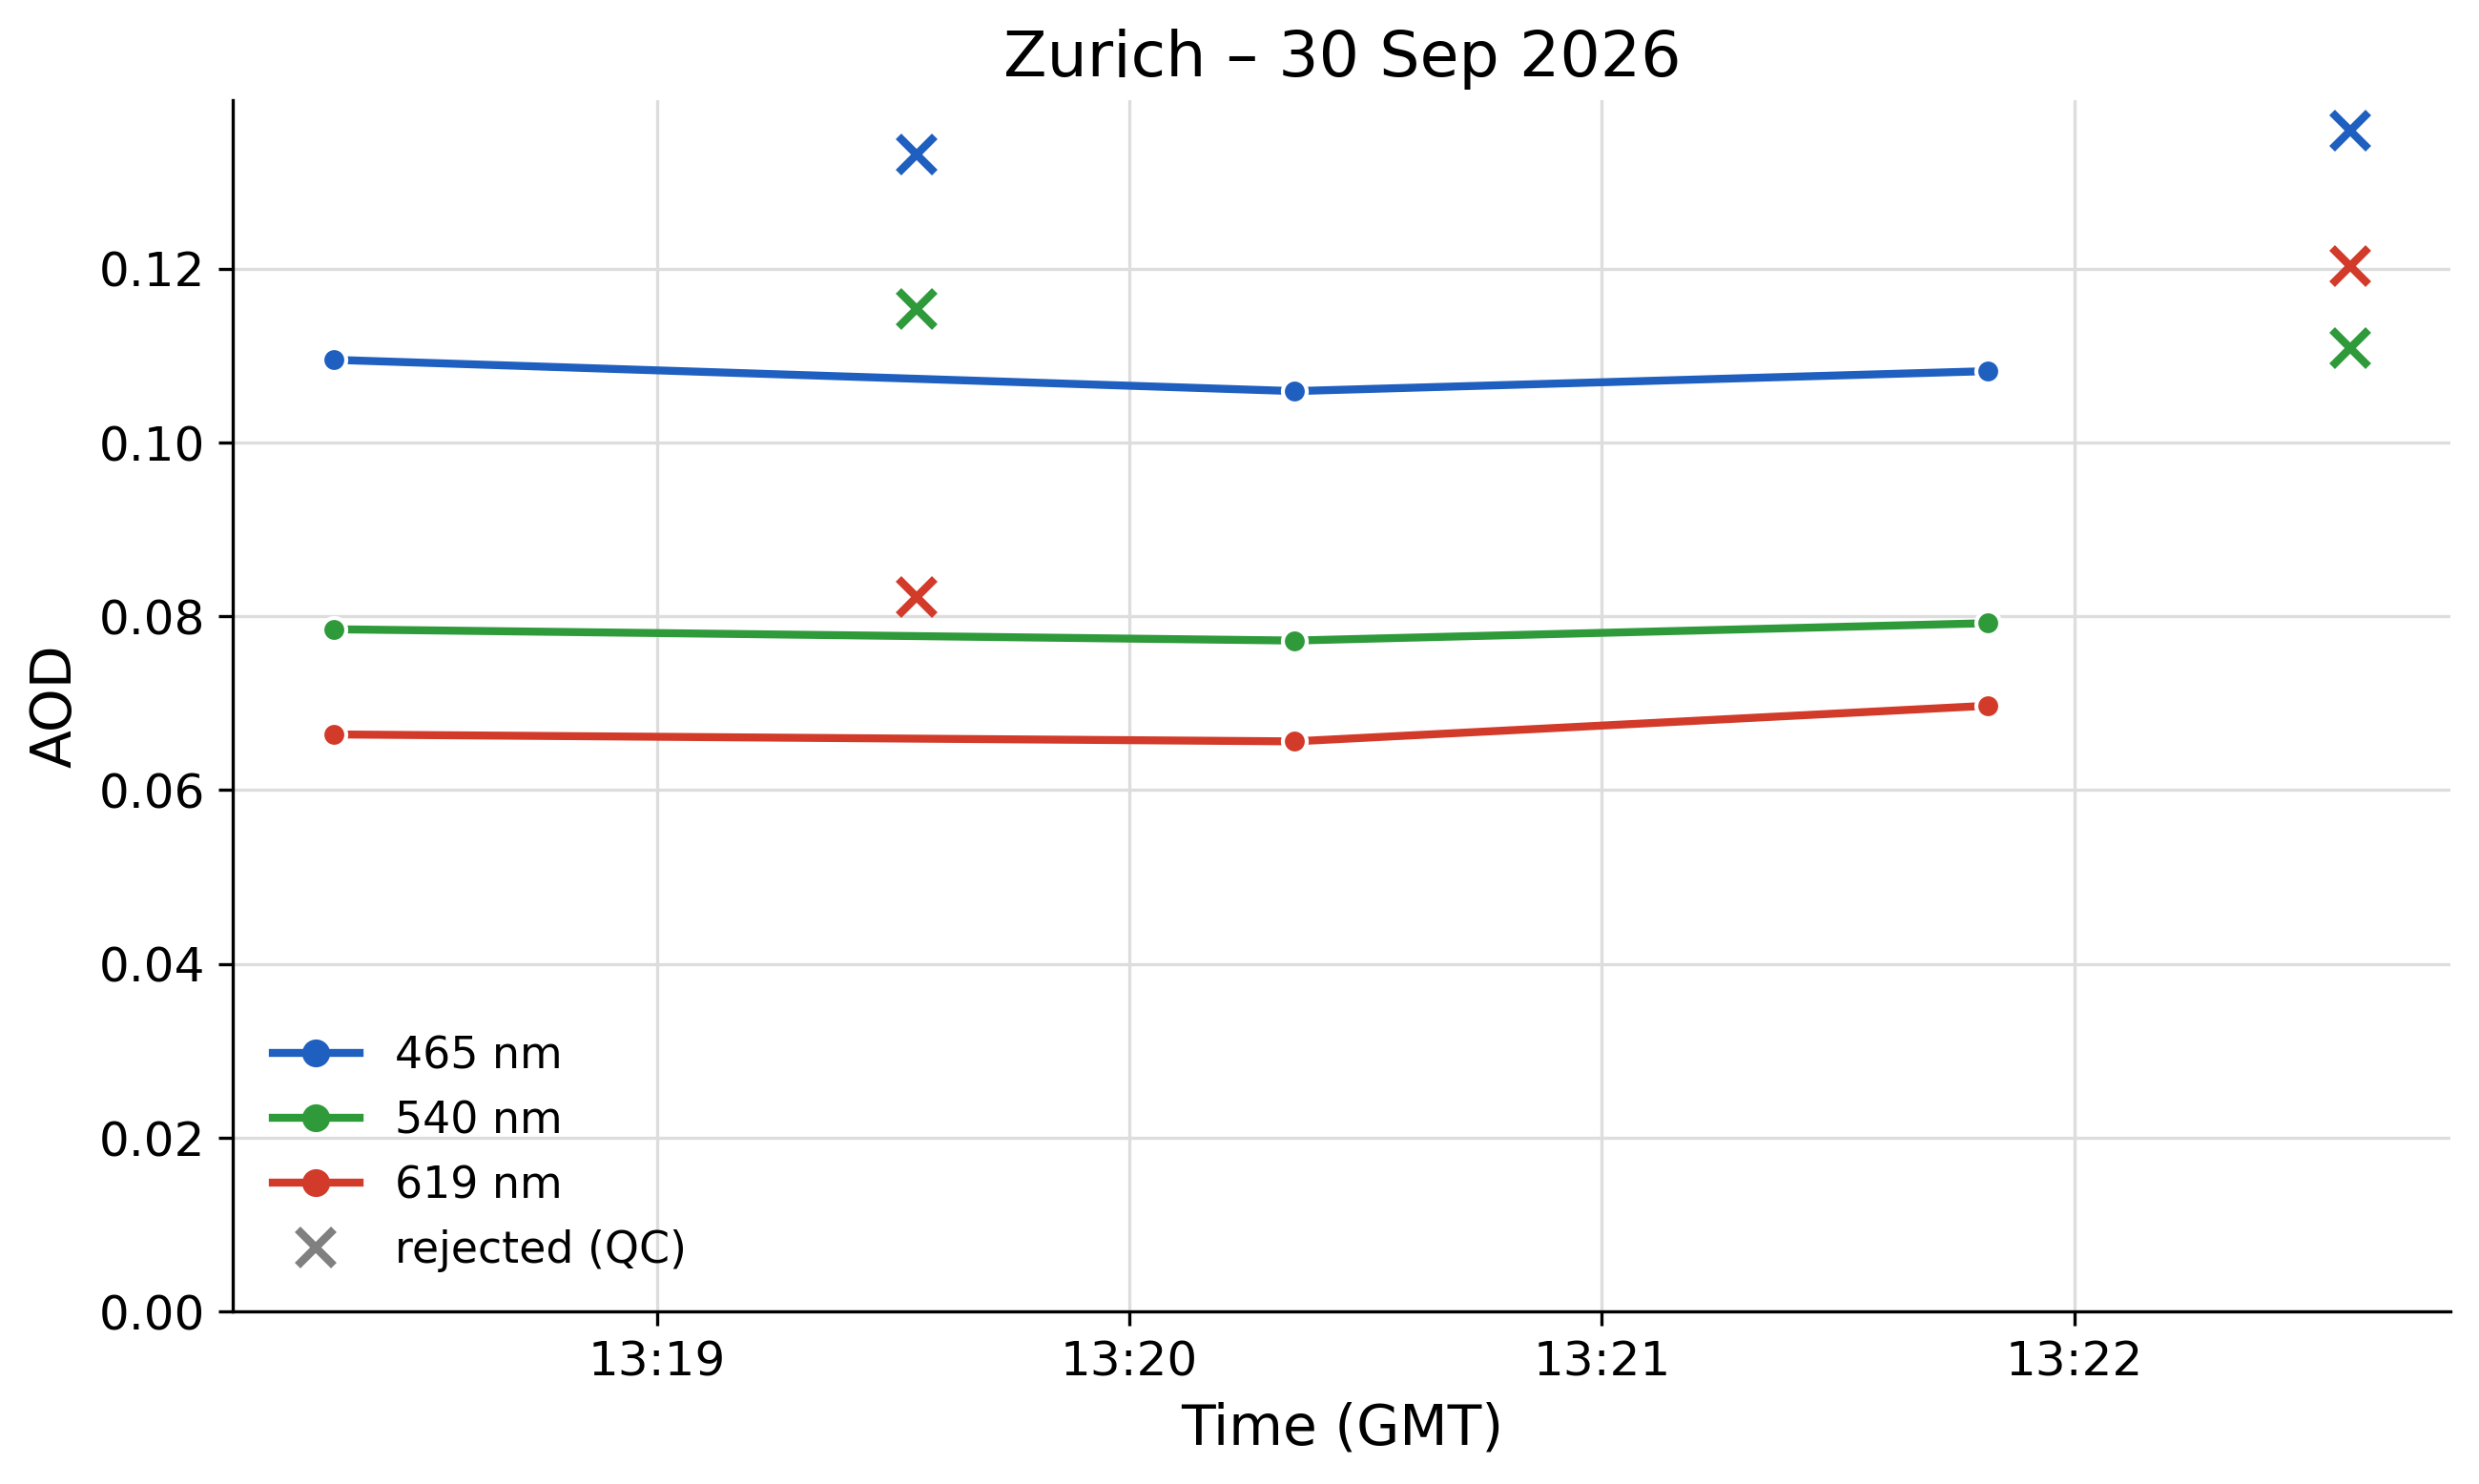 Zurich – 30 Sep 2026
AOD
0.12
0.10
0.08
0.06
0.04
0.02
0.00
465 nm
540 nm
619 nm
rejected (QC)
13:19
13:20
13:21
13:22
Time (GMT)